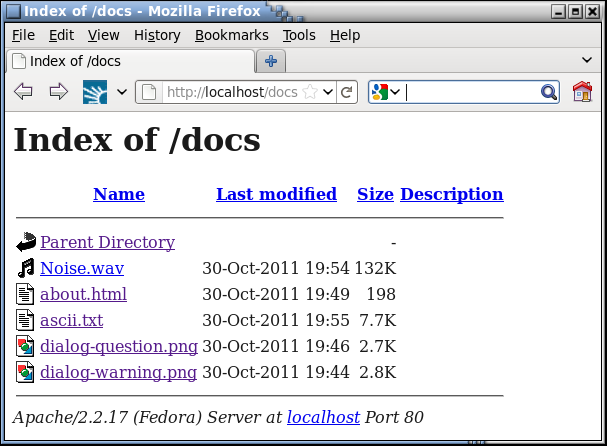 Index of /docs - Mozilla Firefox
File Edit View History Bookmarks Tools Help
Index of /docs
http://localhost/docs
Index of /docs
Name Last modified Size Description
Parent Directory -
Noise.wav 30-Oct-2011 19:54 132K
about.html 30-Oct-2011 19:49 198
ascii.txt 30-Oct-2011 19:55 7.7K
dialog-question.png 30-Oct-2011 19:46 2.7K
dialog-warning.png 30-Oct-2011 19:44 2.8K
Apache/2.2.17 (Fedora) Server at localhost Port 80